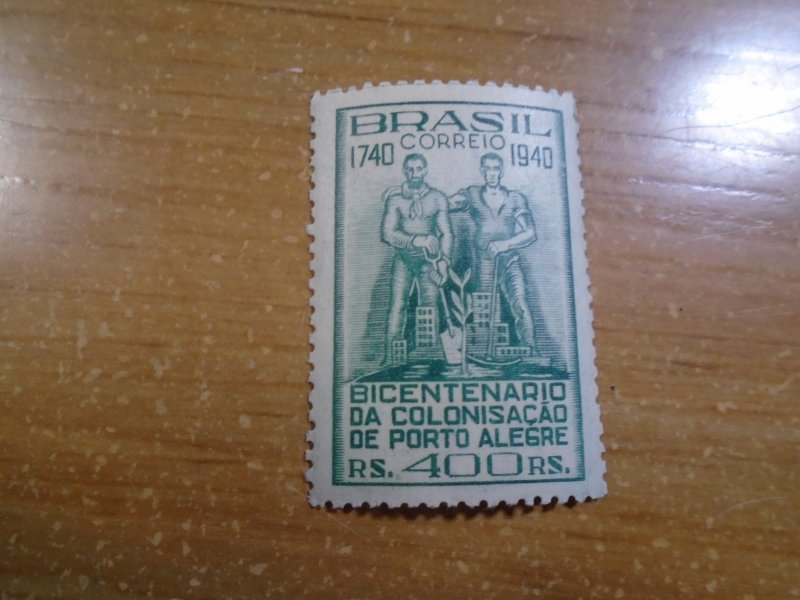 BRASIL
CORREIO
1740 1940
BICENTENARIO
DA COLONISAÇÃO
DE PORTO ALEGRE
RS. 400 RS.